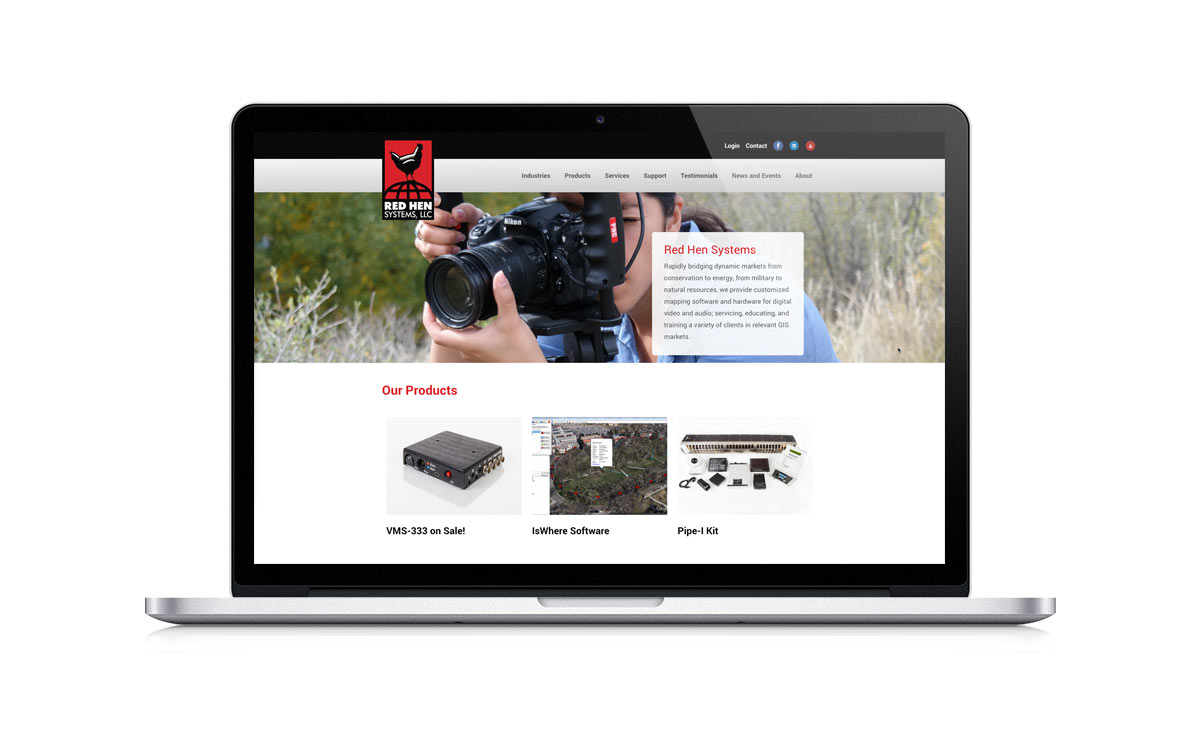 Login Contact
Industries Products Services Support Testimonials News and Events About
RED HEN
SYSTEMS, LLC
Nikon
Red Hen Systems
Rapidly bridging dynamic markets from
conservation to energy, from military to
natural resources, we provide customized
mapping software and hardware for digital
video and audio; servicing, educating, and
training a variety of clients in relevant GIS
markets.
Our Products
VMS-333 on Sale!
IsWhere Software
Pipe-I Kit